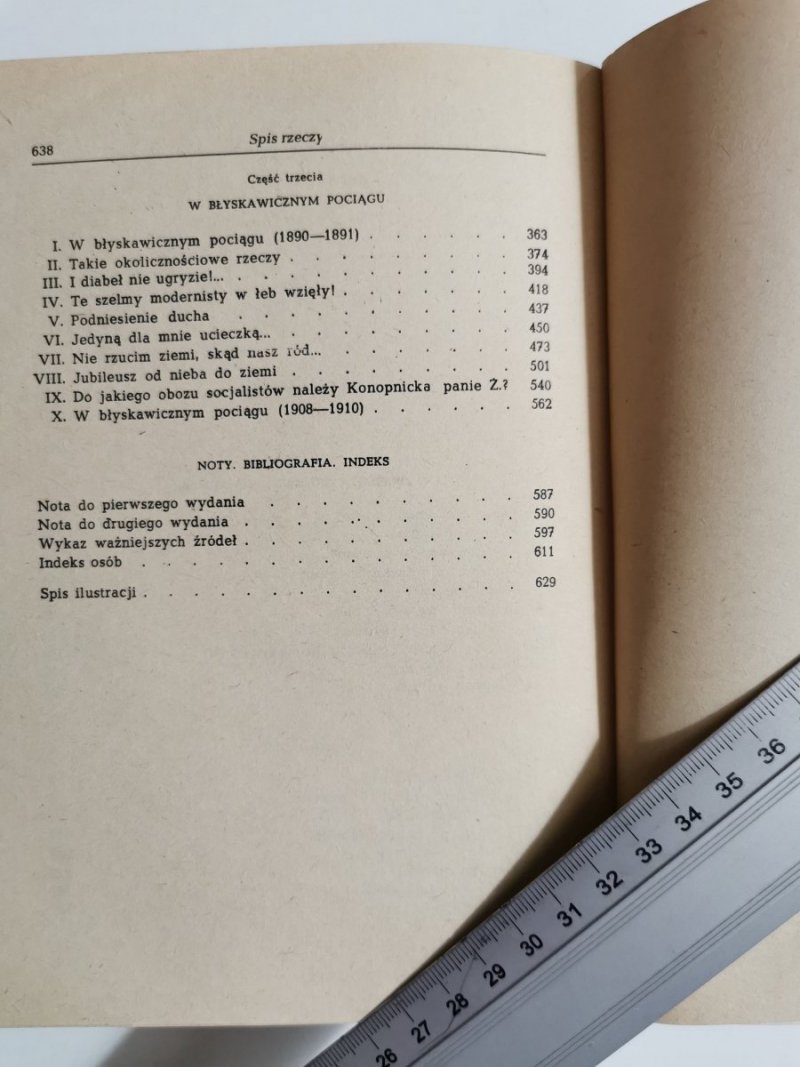 638 Spis rzeczy
Część trzecia
W BŁYSKAWICZNYM POCIĄGU
I. W błyskawicznym pociągu (1890—1891) . . . . . . 363
II. Takie okolicznościowe rzeczy . . . . . . . . . 374
III. I diabeł nie ugryzie!... . . . . . . . . . . . 394
IV. Te szelmy modernisty w łeb wzięły! . . . . . . . 418
V. Podniesienie ducha . . . . . . . . . . . 437
VI. Jedyną dla mnie ucieczką... . . . . . . . . . 450
VII. Nie rzucim ziemi, skąd nasz ród... . . . . . . . 473
VIII. Jubileusz od nieba do ziemi . . . . . . . . . 501
IX. Do jakiego obozu socjalistów należy Konopnicka panie Ż.? 540
X. W błyskawicznym pociągu (1908—1910) . . . . . . 562
NOTY. BIBLIOGRAFIA. INDEKS
Nota do pierwszego wydania . . . . . . . . . . 587
Nota do drugiego wydania . . . . . . . . . . . 590
Wykaz ważniejszych źródeł . . . . . . . . . . . 597
Indeks osób . . . . . . . . . . . . . . . 611
Spis ilustracji . . . . . . . . . . . . . . . 629
26 27 28 29 30 31 32 33 34 35 36